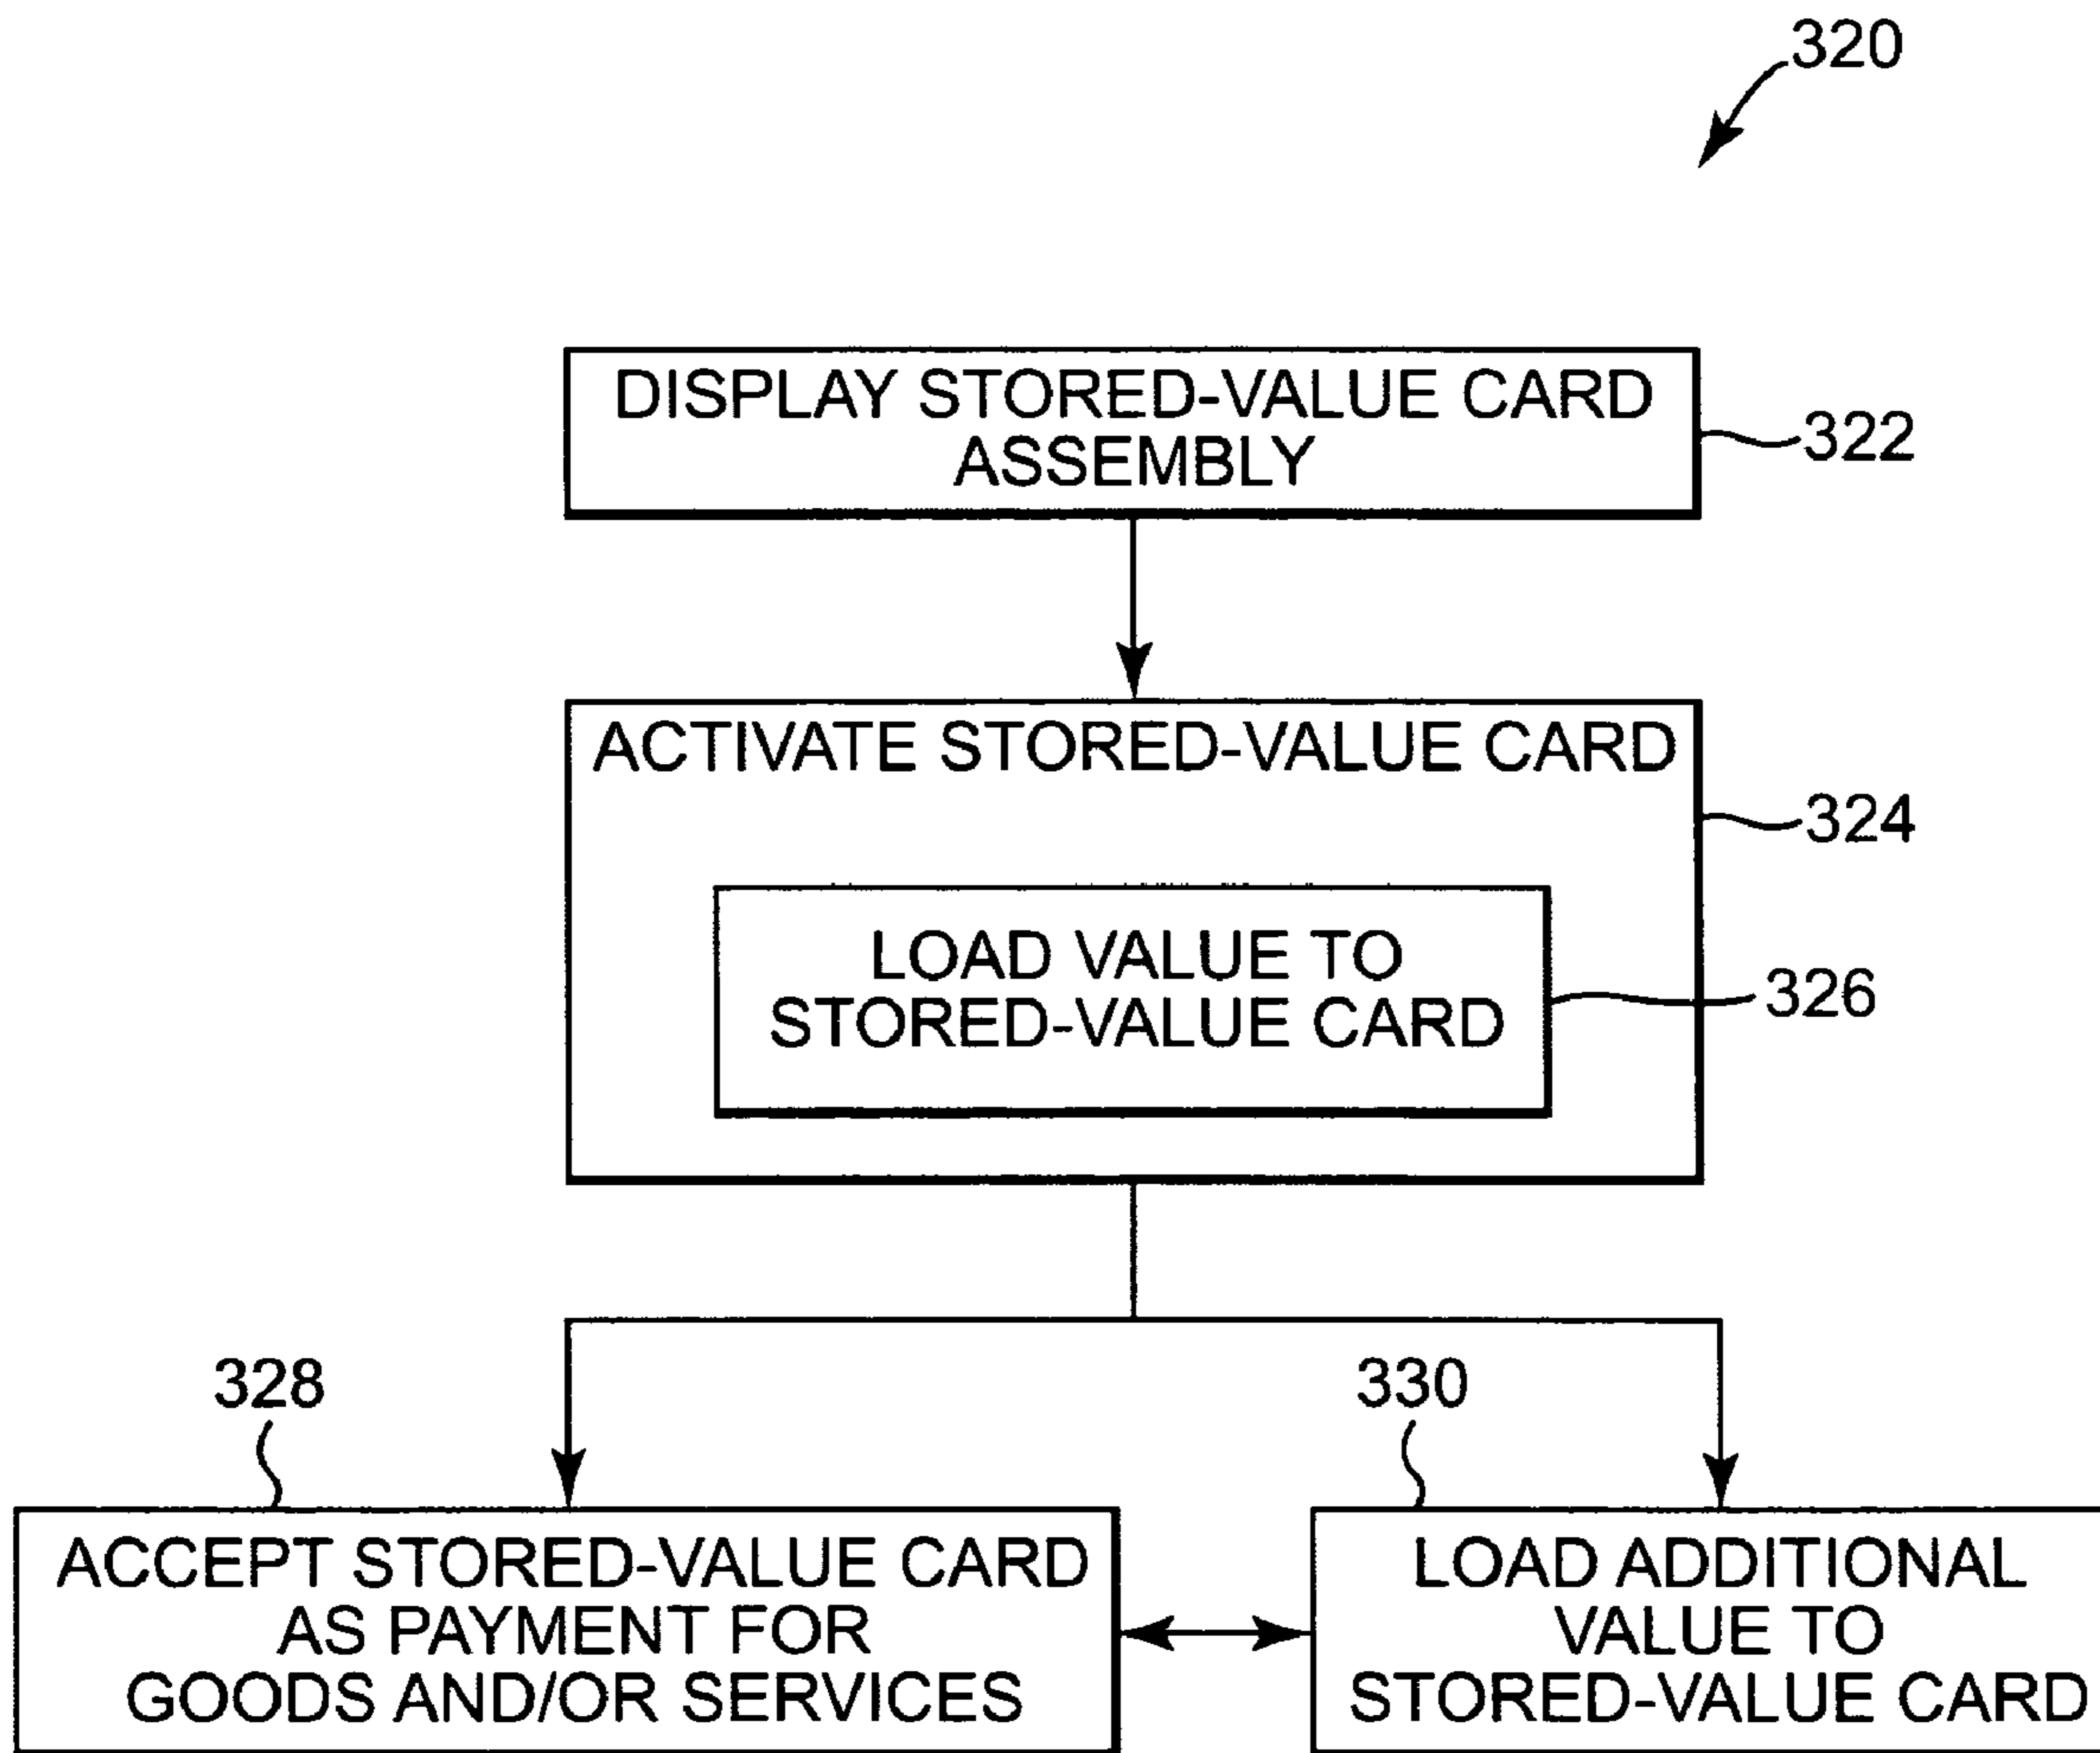 320
DISPLAY STORED-VALUE CARD
ASSEMBLY
322
ACTIVATE STORED-VALUE CARD
324
LOAD VALUE TO
STORED-VALUE CARD
326
328
330
ACCEPT STORED-VALUE CARD
AS PAYMENT FOR
GOODS AND/OR SERVICES
LOAD ADDITIONAL
VALUE TO
STORED-VALUE CARD